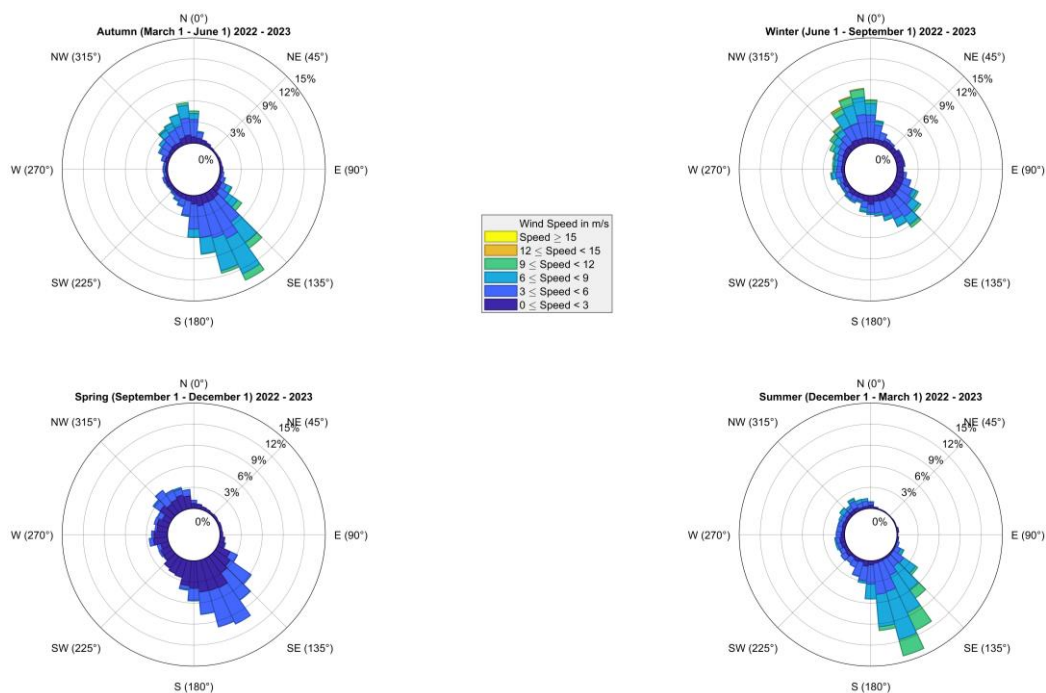 N (0°)
Autumn (March 1 - June 1) 2022 - 2023
NW (315°)
NE (45°)
15%
12%
9%
6%
3%
0%
W (270°)
E (90°)
SW (225°)
SE (135°)
S (180°)
N (0°)
Winter (June 1 - September 1) 2022 - 2023
NW (315°)
NE (45°)
15%
12%
9%
6%
3%
0%
W (270°)
E (90°)
SW (225°)
SE (135°)
S (180°)
Wind Speed in m/s
Speed ≥ 15
12 ≤ Speed < 15
9 ≤ Speed < 12
6 ≤ Speed < 9
3 ≤ Speed < 6
0 ≤ Speed < 3
N (0°)
Spring (September 1 - December 1) 2022 - 2023
NW (315°)
NE (45°)
15%
12%
9%
6%
3%
0%
W (270°)
E (90°)
SW (225°)
SE (135°)
S (180°)
N (0°)
Summer (December 1 - March 1) 2022 - 2023
NW (315°)
NE (45°)
15%
12%
9%
6%
3%
0%
W (270°)
E (90°)
SW (225°)
SE (135°)
S (180°)